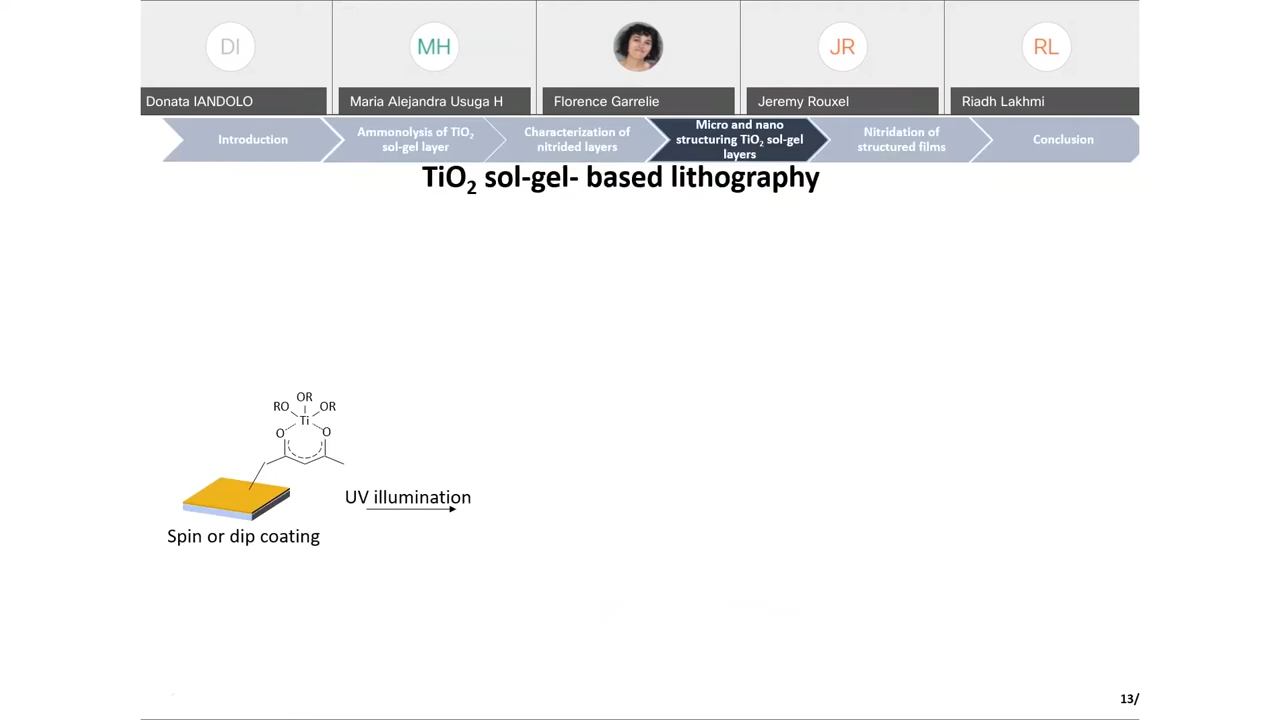 DI
MH
JR
RL
Donata IANDOLO
Maria Alejandra Usuga H
Florence Garrelie
Jeremy Rouxel
Riadh Lakhmi
Introduction
Ammonolysis of TiO₂
sol-gel layer
Characterization of
nitrided layers
Micro and nano
structuring TiO₂ sol-gel
layers
Nitridation of
structured films
Conclusion
TiO₂ sol-gel- based lithography
OR
RO
OR
Ti
O
O
UV illumination
Spin or dip coating
13/